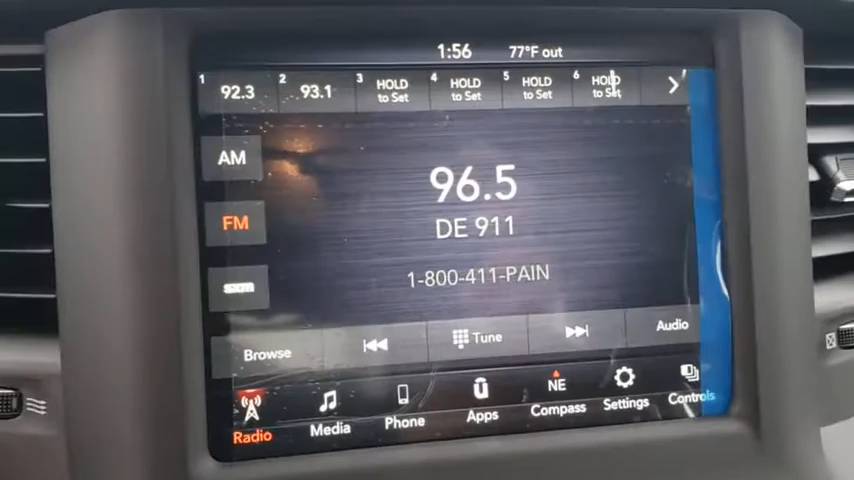 1:56 77°F out
1 92.3 2 93.1 3 HOLD to Set 4 HOLD to Set 5 HOLD to Set 6 HOLD to Set
AM
96.5
FM
DE 911
1-800-411-PAIN
Browse Tune Audio
NE
Radio Media Phone Apps Compass Settings Controls